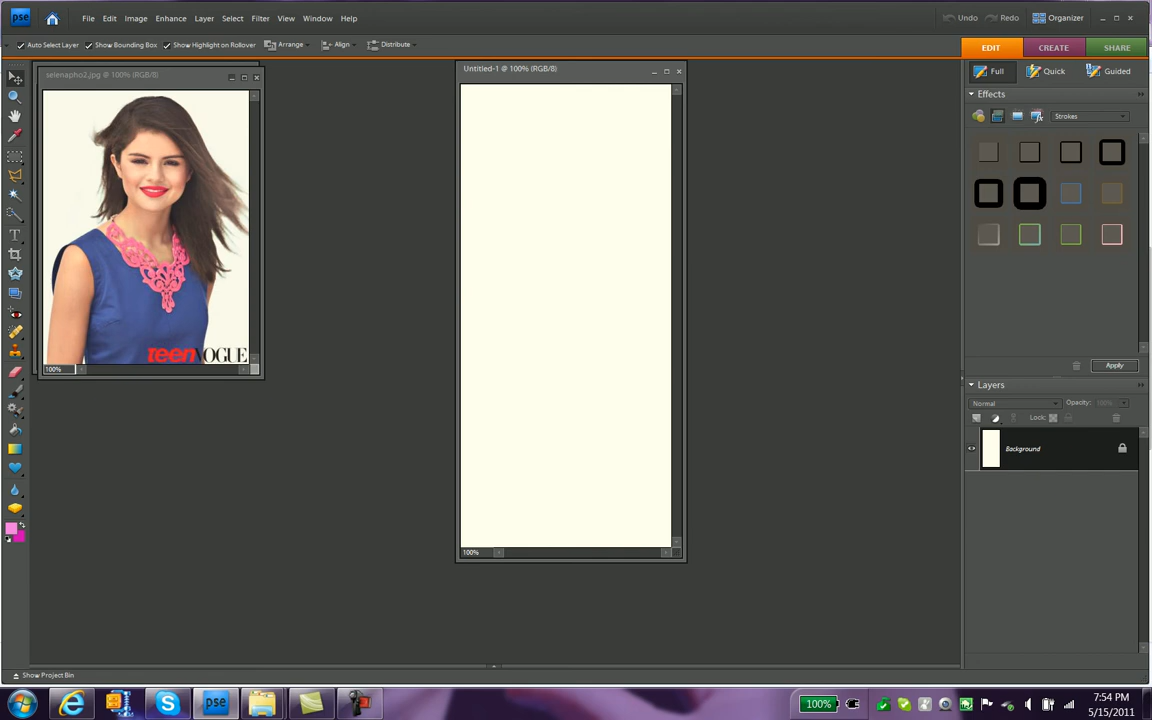 pse File Edit Image Enhance Layer Select Filter View Window Help Undo Redo Organizer
Auto Select Layer Show Bounding Box Show Highlight on Rollover Arrange Align Distribute EDIT CREATE SHARE
selenapho2.jpg @ 100% (RGB/8)
Untitled-1 @ 100% (RGB/8)
Full Quick Guided
Effects
Strokes
teenVOGUE
100%
100%
Apply
Layers
Normal Opacity: 100%
Lock:
Background
T
Show Project Bin
pse
100%
7:54 PM
5/15/2011